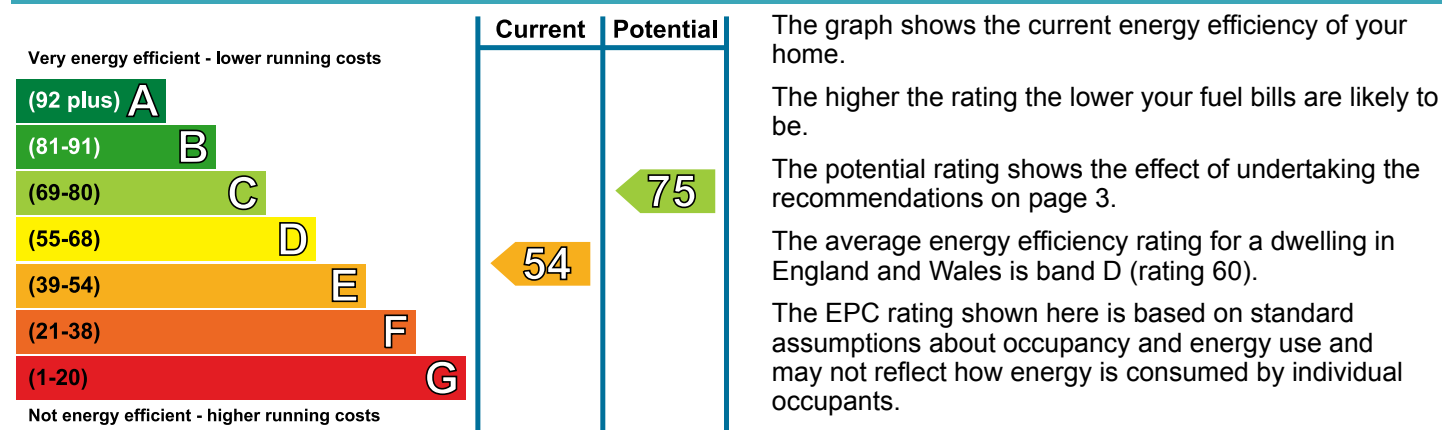 Current Potential
Very energy efficient - lower running costs
(92 plus) A
(81-91) B
(69-80) C
75
(55-68) D
54
(39-54) E
(21-38) F
(1-20) G
Not energy efficient - higher running costs
The graph shows the current energy efficiency of your
home.
The higher the rating the lower your fuel bills are likely to
be.
The potential rating shows the effect of undertaking the
recommendations on page 3.
The average energy efficiency rating for a dwelling in
England and Wales is band D (rating 60).
The EPC rating shown here is based on standard
assumptions about occupancy and energy use and
may not reflect how energy is consumed by individual
occupants.